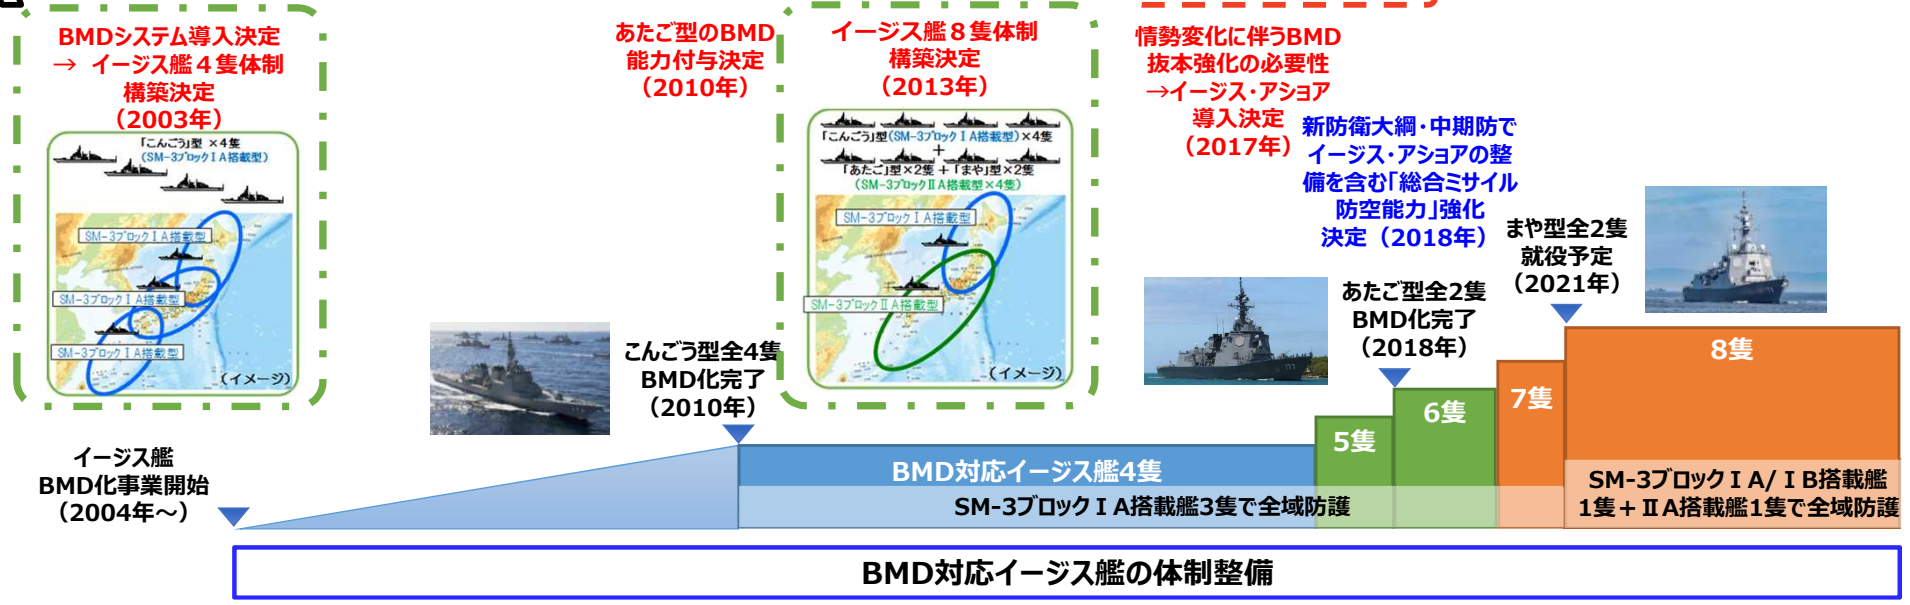 BMDシステム導入決定
→ イージス艦４隻体制
構築決定
（2003年）
「こんごう」型 ×4隻
（SM-3ブロックⅠA搭載型）
SM-3ブロックⅠA搭載型
SM-3ブロックⅠA搭載型
SM-3ブロックⅠA搭載型
（イメージ）
あたご型のBMD
能力付与決定
（2010年）
イージス艦８隻体制
構築決定
（2013年）
「こんごう」型(SM-3ブロックⅠA搭載型)×4隻
+
「あたご」型×2隻＋「まや」型×2隻
（SM-3ブロックⅡA搭載型×4隻）
SM-3ブロックⅠA搭載型
SM-3ブロックⅡA搭載型
（イメージ）
情勢変化に伴うBMD
抜本強化の必要性
→イージス・アショア
導入決定
（2017年）
新防衛大綱・中期防で
イージス・アショアの整
備を含む「総合ミサイル
防空能力」強化
決定（2018年）
まや型全2隻
就役予定
（2021年）
あたご型全2隻
BMD化完了
（2018年）
こんごう型全4隻
BMD化完了
（2010年）
イージス艦
BMD化事業開始
（2004年～）
BMD対応イージス艦4隻
SM-3ブロックⅠA搭載艦3隻で全域防護
5隻
6隻
7隻
8隻
SM-3ブロックⅠA/ⅠB搭載艦
1隻＋ⅡA搭載艦1隻で全域防護
BMD対応イージス艦の体制整備
177